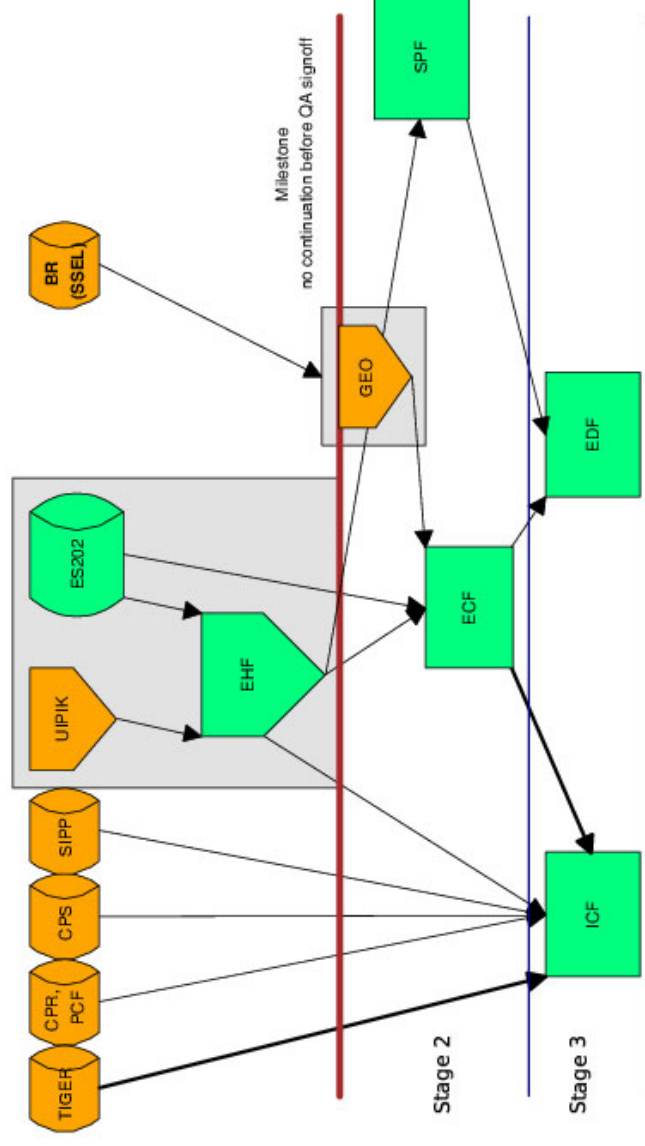 TIGER
CPR,
PCF
CPS
SIPP
UIPIK
ES202
BR
(SSEL)
EHF
Milestone
no continuation before QA signoff
GEO
Stage 2
ECF
SPF
Stage 3
ICF
EDF